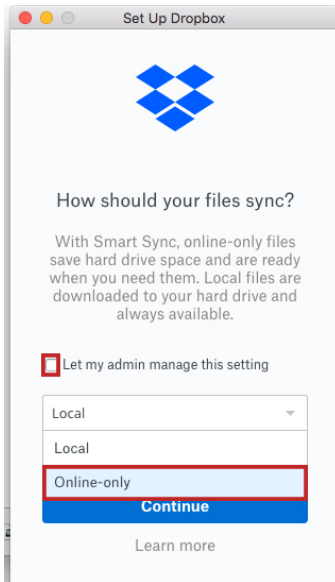 Set Up Dropbox
How should your files sync?
With Smart Sync, online-only files
save hard drive space and are ready
when you need them. Local files are
downloaded to your hard drive and
always available.
Let my admin manage this setting
Local
Local
Online-only
Continue
Learn more